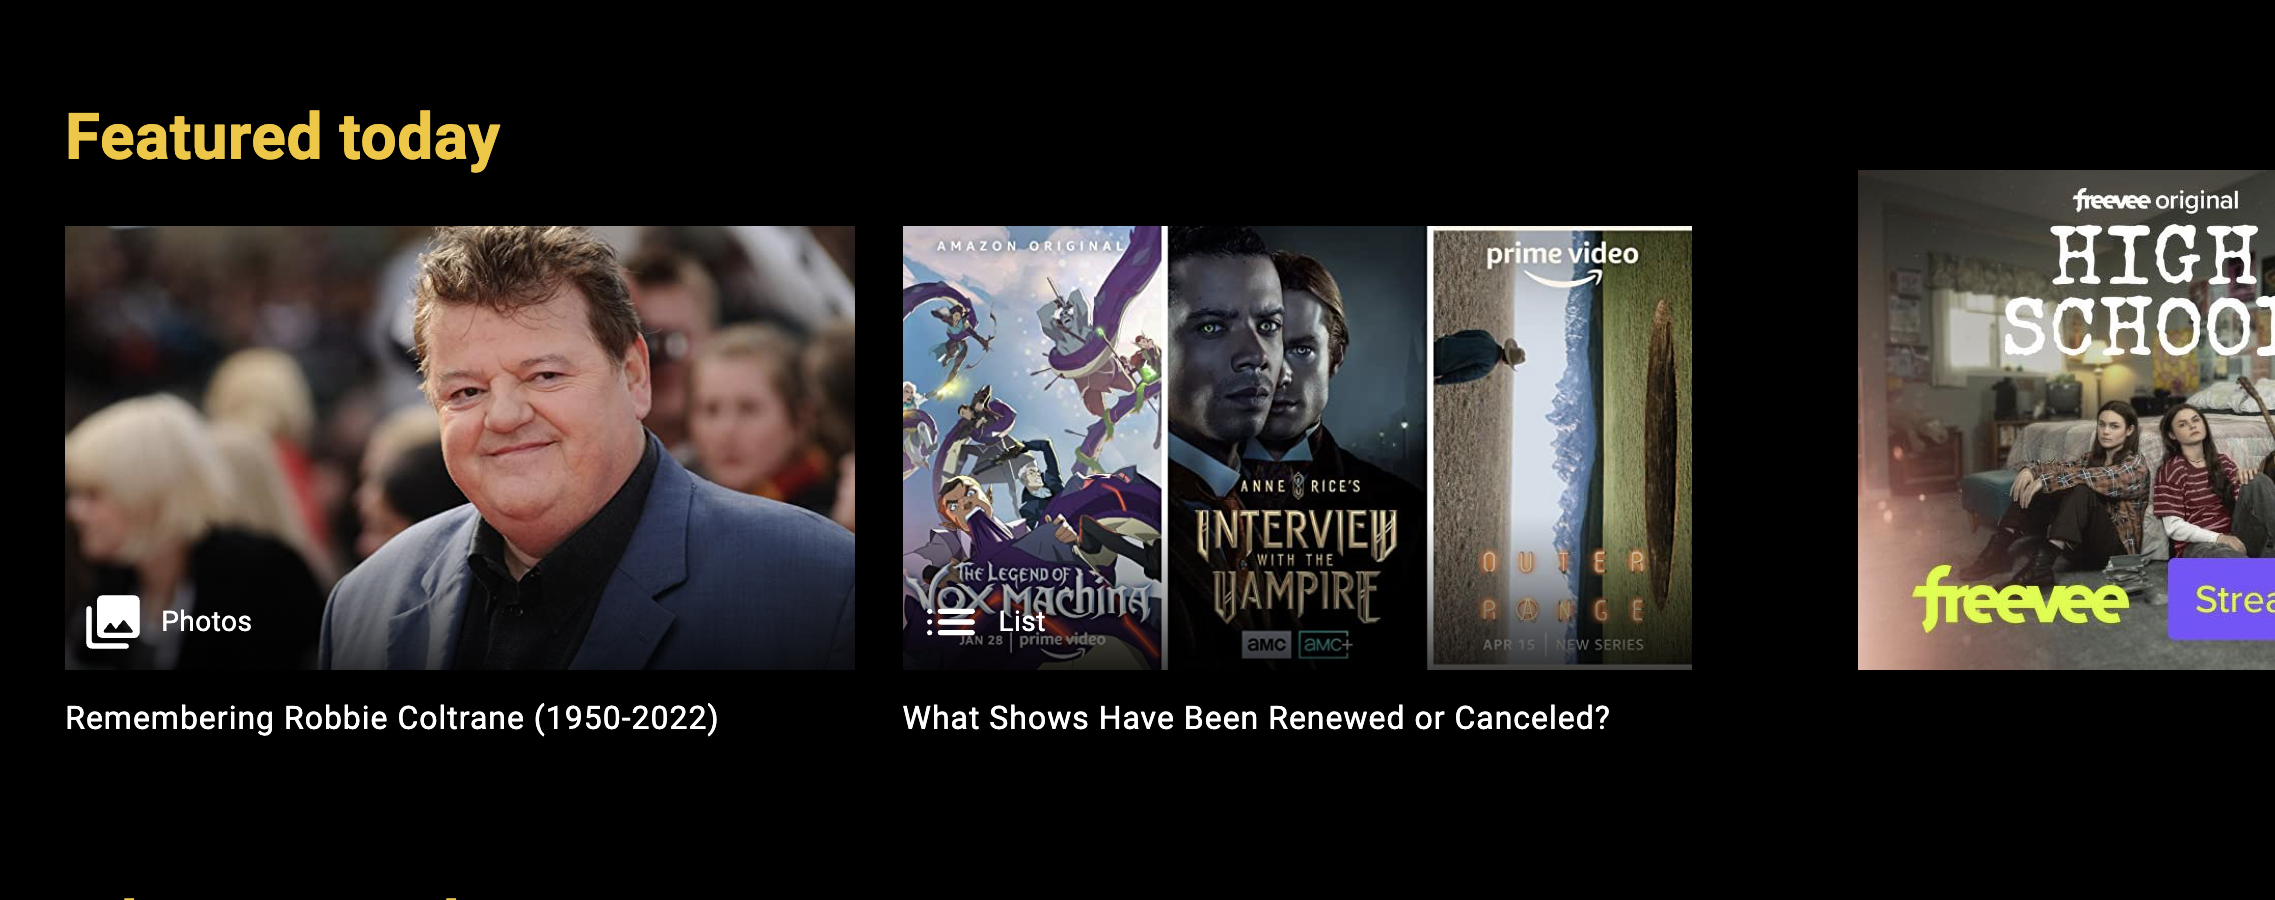 Featured today
Photos
Remembering Robbie Coltrane (1950-2022)
AMAZON ORIGINAL
THE LEGEND OF
VOX MACHINA
JAN 28 | prime video
List
ANNE RICE'S
INTERVIEW
WITH THE
VAMPIRE
amc amc+
prime video
OUTER
RANGE
APR 15 | NEW SERIES
What Shows Have Been Renewed or Canceled?
freevee original
HIGH
SCHOOL
freevee
Strea